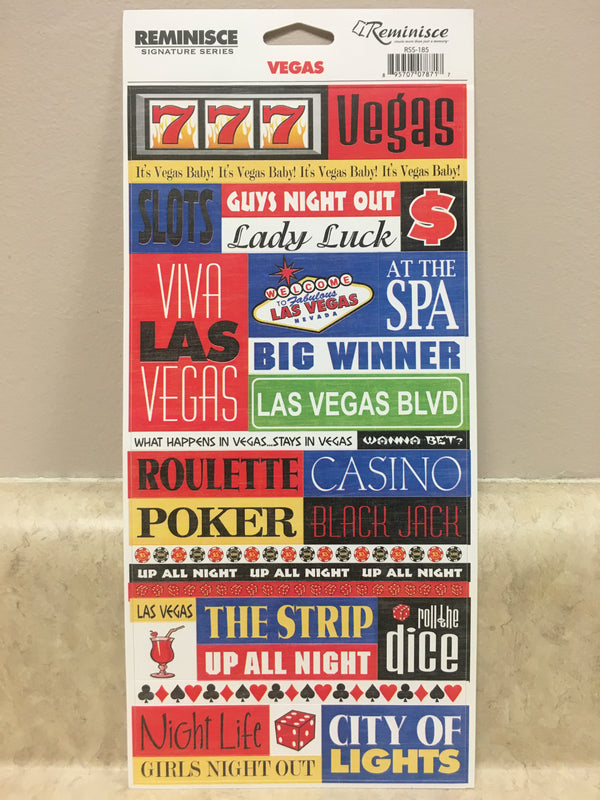 REMINISCE
SIGNATURE SERIES
VEGAS
Reminisce
RSS-185
8 95707 07871 7
777
Vegas
It's Vegas Baby! It's Vegas Baby! It's Vegas Baby! It's Vegas Baby!
SLOTS
GUYS NIGHT OUT
Lady Luck
$
VIVA
LAS
VEGAS
WELCOME
TO Fabulous
LAS VEGAS
NEVADA
AT THE
SPA
BIG WINNER
LAS VEGAS BLVD
WHAT HAPPENS IN VEGAS...STAYS IN VEGAS
WANNA BET?
ROULETTE
CASINO
POKER
BLACK JACK
UP ALL NIGHT UP ALL NIGHT UP ALL NIGHT
LAS VEGAS
THE STRIP
UP ALL NIGHT
roll the
dice
Night Life
GIRLS NIGHT OUT
CITY OF
LIGHTS